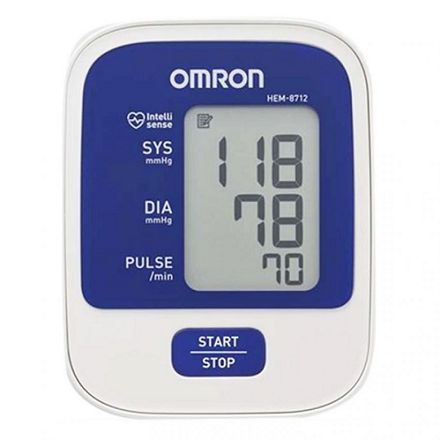 OMRON
HEM-8712
Intelli
sense
SYS
mmHg
118
DIA
mmHg
78
PULSE
/min
70
START
STOP